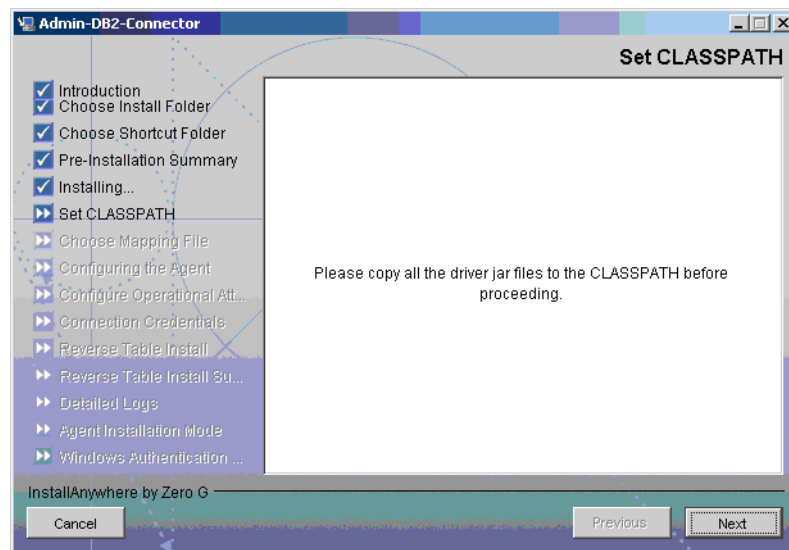 Admin-DB2-Connector
Set CLASSPATH
Introduction
Choose Install Folder
Choose Shortcut Folder
Pre-Installation Summary
Installing...
Set CLASSPATH
Choose Mapping File
Configuring the Agent
Configure Operational Att...
Connection Credentials
Reverse Table Install
Reverse Table Install Su...
Detailed Logs
Agent Installation Mode
Windows Authentication ...
Please copy all the driver jar files to the CLASSPATH before
proceeding.
InstallAnywhere by Zero G
Cancel
Previous
Next